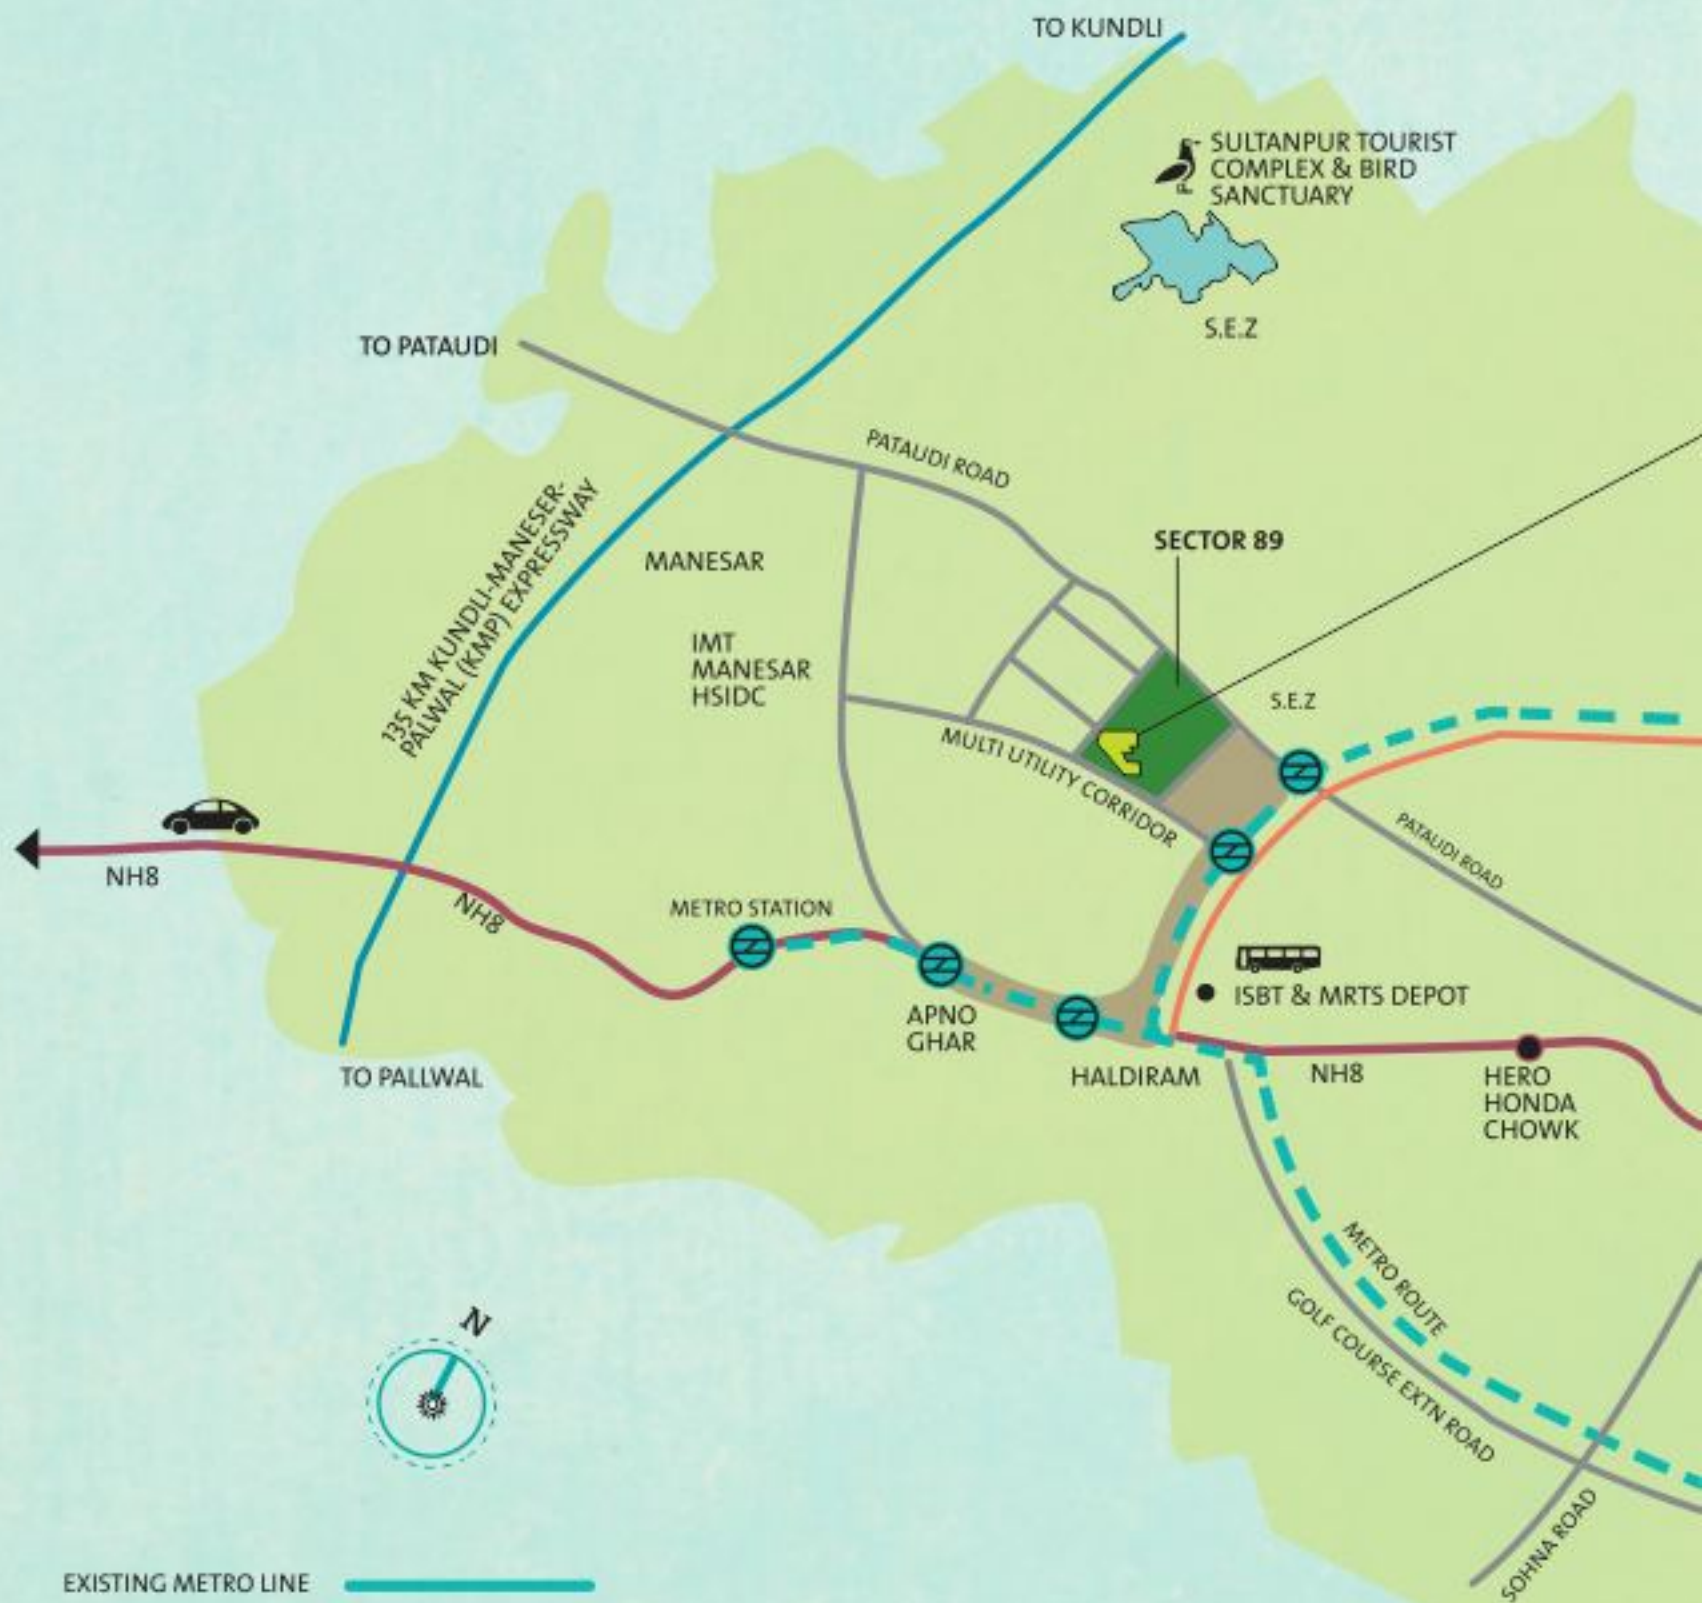 TO KUNDLI
SULTANPUR TOURIST
COMPLEX & BIRD
SANCTUARY
S.E.Z
TO PATAUDI
PATAUDI ROAD
135 KM KUNDLI-MANESER-
PALWAL (KMP) EXPRESSWAY
MANESAR
SECTOR 89
IMT
MANESAR
HSIDC
S.E.Z
MULTI UTILITY CORRIDOR
PATAUDI ROAD
NH8
NH8
METRO STATION
ISBT & MRTS DEPOT
APNO
GHAR
TO PALLWAL
HALDIRAM
NH8
HERO
HONDA
CHOWK
METRO ROUTE
GOLF COURSE EXTN ROAD
N
SOHNA ROAD
EXISTING METRO LINE